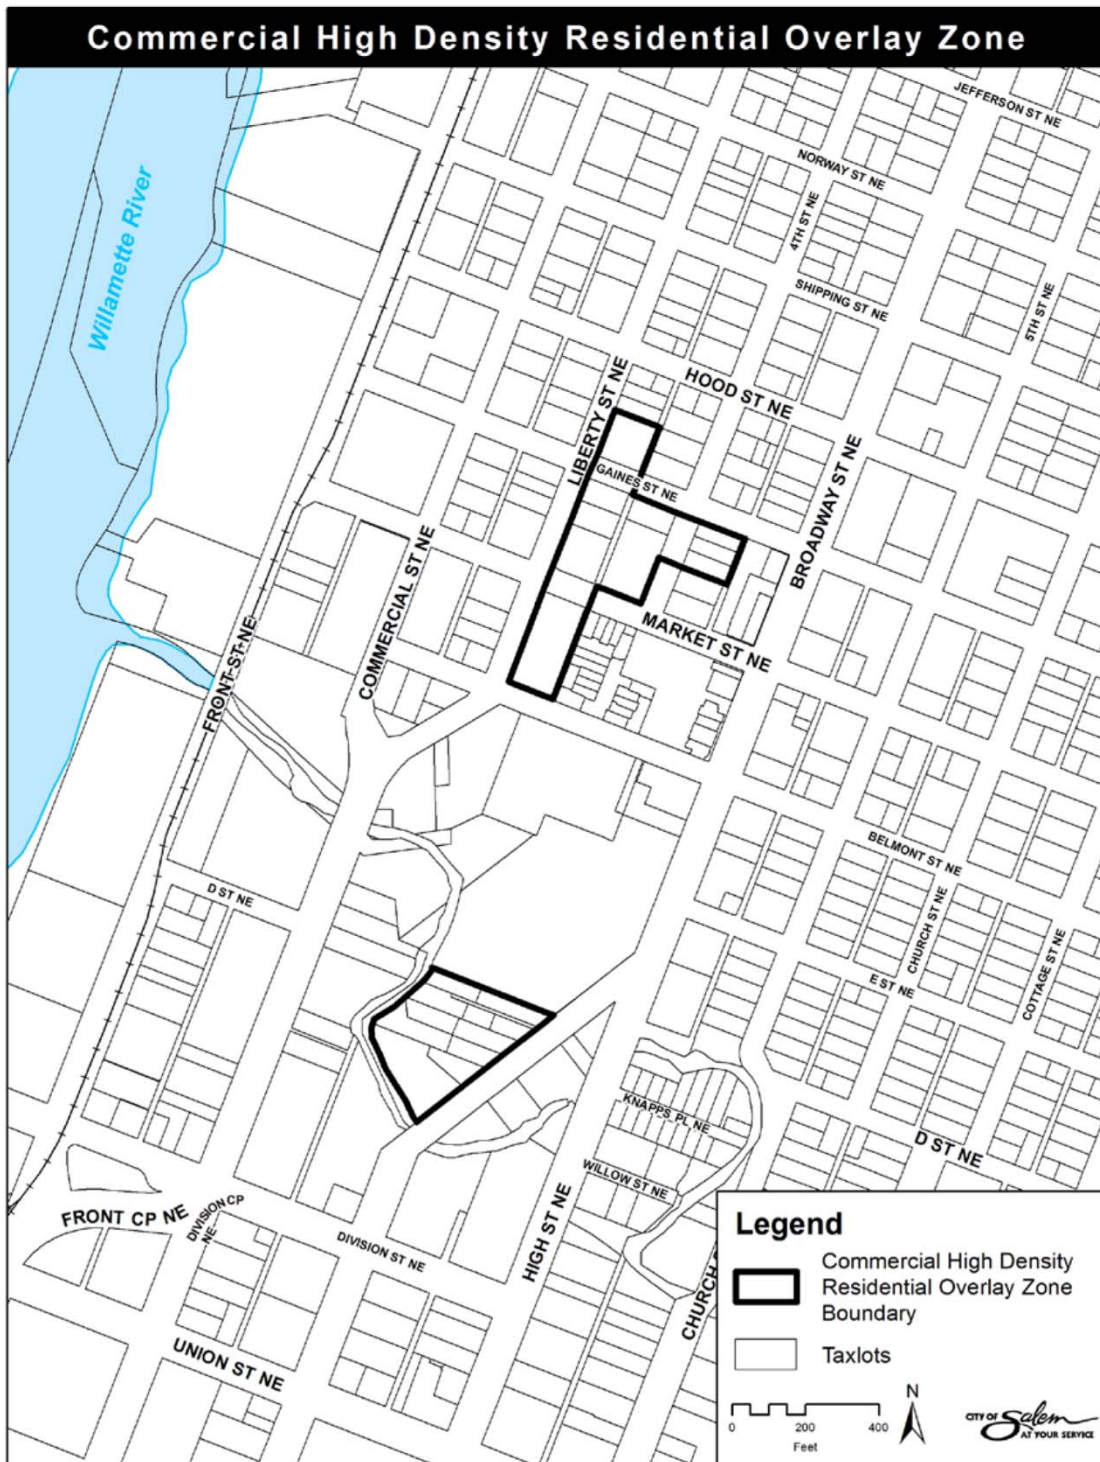 Commercial High Density Residential Overlay Zone
JEFFERSON ST NE
NORWAY ST NE
4TH ST NE
Willamette River
SHIPPING ST NE
5TH ST NE
HOOD ST NE
LIBERTY ST NE
GAINES ST NE
BROADWAY ST NE
COMMERCIAL ST NE
MARKET ST NE
FRONT ST NE
BELMONT ST NE
D ST NE
CHURCH ST NE
E ST NE
COTTAGE ST NE
KNAPPS PL NE
D ST NE
WILLOW ST NE
FRONT CP NE
DIVISION CP
NE
DIVISION ST NE
HIGH ST NE
CHURCH
UNION ST NE
Legend
Commercial High Density
Residential Overlay Zone
Boundary
Taxlots
N
0 200 400
Feet
CITY OF Salem
AT YOUR SERVICE